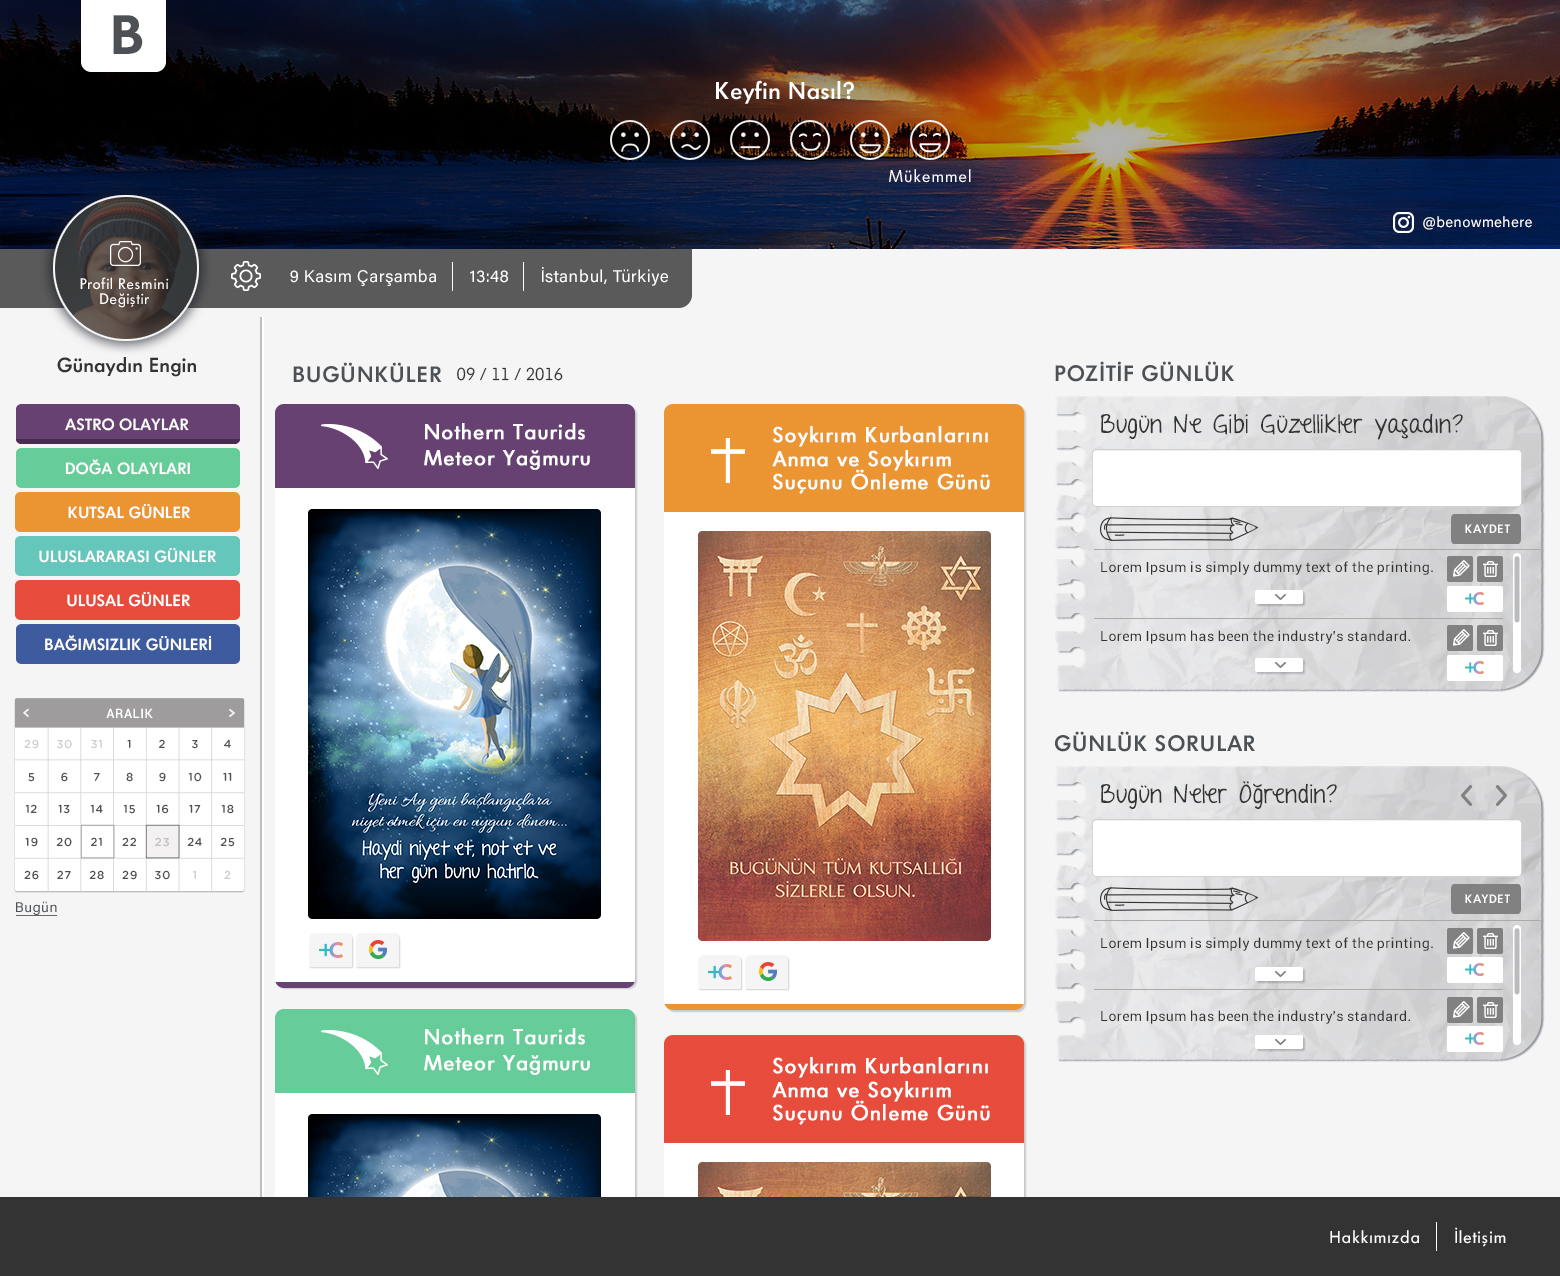 B
Keyfin Nasıl?
Mükemmel
@benowmehere
Profil Resmini
Değiştir
9 Kasım Çarşamba
13:48
İstanbul, Türkiye
Günaydın Engin
ASTRO OLAYLAR
DOĞA OLAYLARI
KUTSAL GÜNLER
ULUSLARARASI GÜNLER
ULUSAL GÜNLER
BAĞIMSIZLIK GÜNLERİ
< ARALIK >
29 30 31 1 2 3 4
5 6 7 8 9 10 11
12 13 14 15 16 17 18
19 20 21 22 23 24 25
26 27 28 29 30 1 2
Bugün
BUGÜNKÜLER 09 / 11 / 2016
Nothern Taurids
Meteor Yağmuru
Yeni Ay yeni başlangıçlara
niyet etmek için en uygun dönem...
Haydi niyet et, not et ve
her gün bunu hatırla.
+C G
Nothern Taurids
Meteor Yağmuru
Soykırım Kurbanlarını
Anma ve Soykırım
Suçunu Önleme Günü
BUGÜNÜN TÜM KUTSALLIĞI
SİZLERLE OLSUN.
+C G
Soykırım Kurbanlarını
Anma ve Soykırım
Suçunu Önleme Günü
POZİTİF GÜNLÜK
Bugün Ne Gibi Güzellikler yaşadın?
KAYDET
Lorem Ipsum is simply dummy text of the printing.
+C
Lorem Ipsum has been the industry's standard.
+C
GÜNLÜK SORULAR
Bugün Neler Öğrendin?
KAYDET
Lorem Ipsum is simply dummy text of the printing.
+C
Lorem Ipsum has been the industry's standard.
+C
Hakkımızda
İletişim